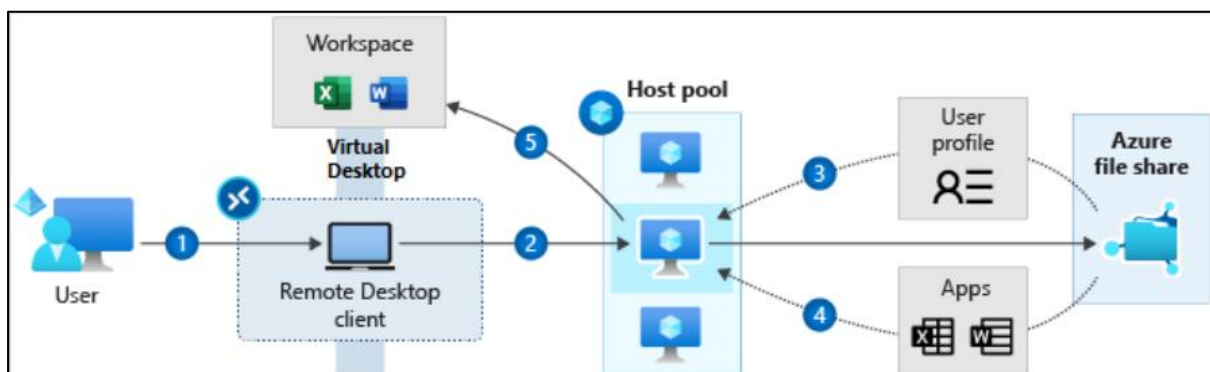 Workspace
X W
Virtual
Desktop
Host pool
User
profile
Azure
file share
5
3
1
2
User
Remote Desktop
client
4
Apps
X W